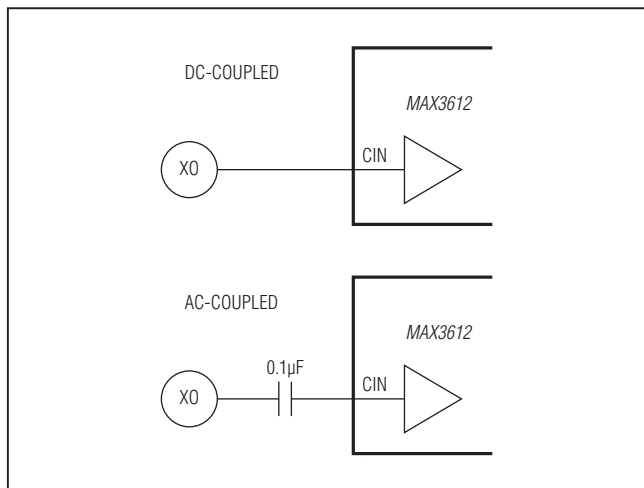 DC-COUPLED
MAX3612
XO
CIN
AC-COUPLED
MAX3612
0.1µF
XO
CIN